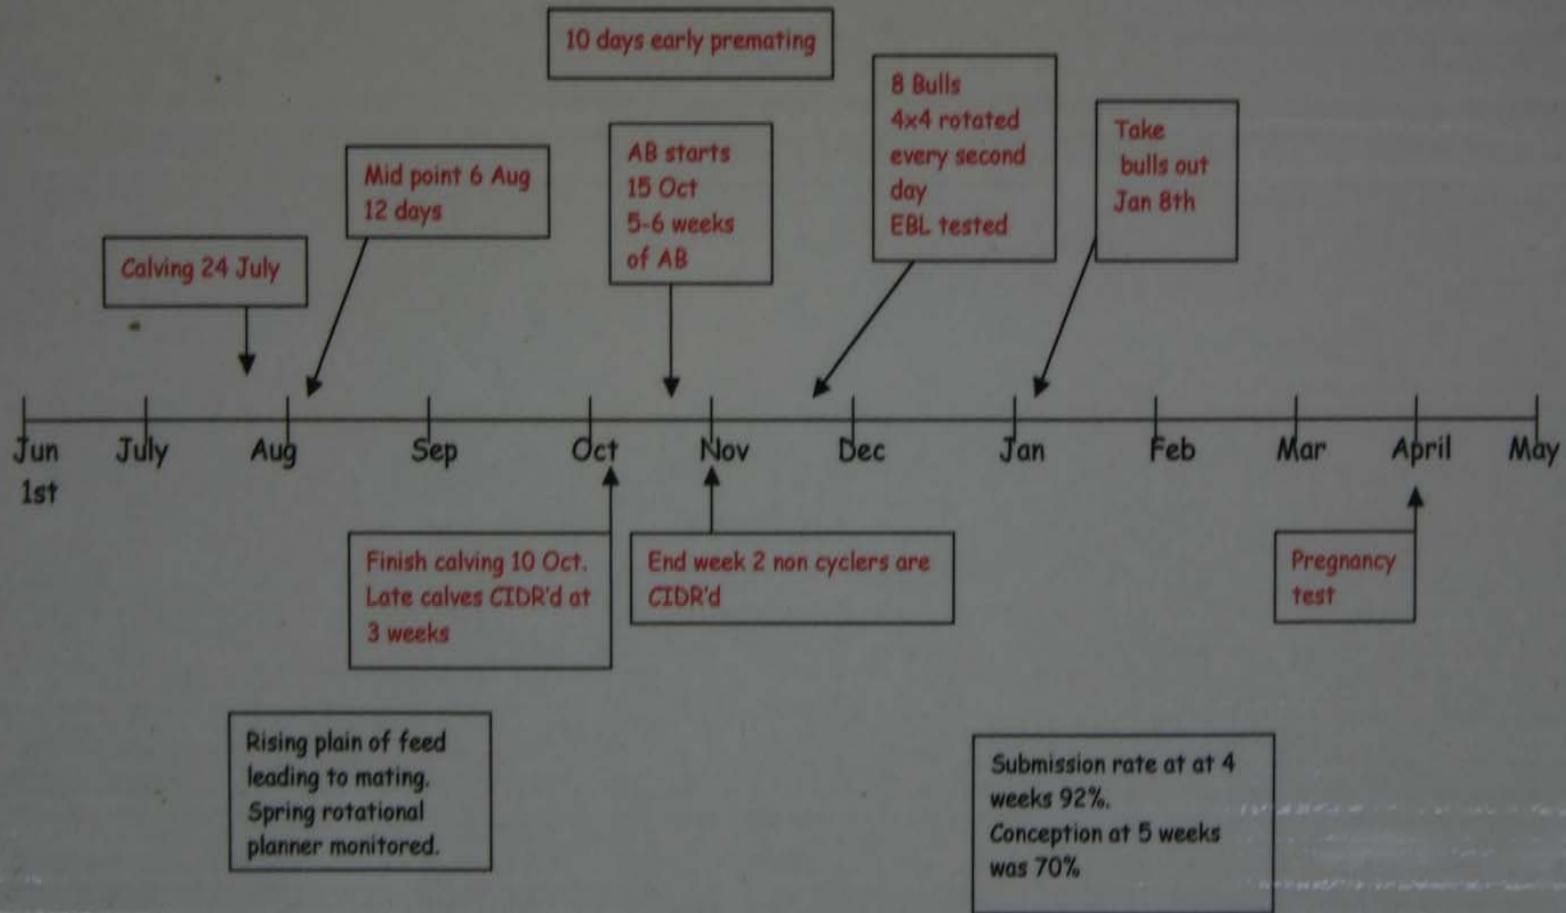 10 days early premating
8 Bulls
4x4 rotated
every second
day
EBL tested
Take
bulls out
Jan 8th
AB starts
15 Oct
5-6 weeks
of AB
Mid point 6 Aug
12 days
Calving 24 July
Jun
1st
July
Aug
Sep
Oct
Nov
Dec
Jan
Feb
Mar
April
May
Finish calving 10 Oct.
Late calves CIDR'd at
3 weeks
End week 2 non cyclers are
CIDR'd
Pregnancy
test
Rising plain of feed
leading to mating.
Spring rotational
planner monitored.
Submission rate at at 4
weeks 92%.
Conception at 5 weeks
was 70%